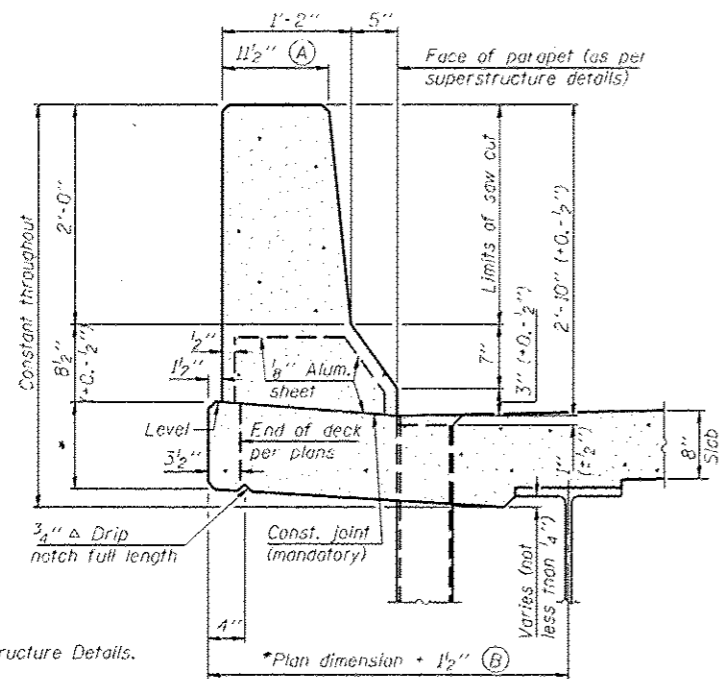 1'-2"
5"
11½" (A)
Face of parapet (as per
superstructure details)
Constant throughout
2'-0"
Limits of saw cut
2'-10" (+0,-½")
8½"
(+0,-½")
½"
1½"
⅛" Alum.
sheet
7"
3" (+0,-½")
Level
End of deck
per plans
*
3½"
1"
(±½")
8"
Slab
¾" Δ Drip
notch full length
Const. joint
(mandatory)
Varies (not
less than ¼")
4"
ructure Details.
*Plan dimension + 1½" (B)